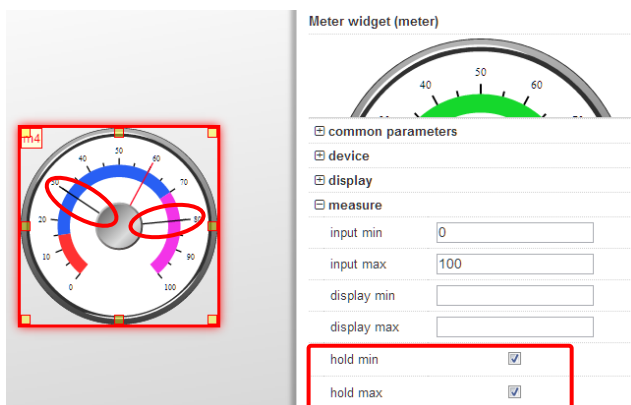 Meter widget (meter)
40 50 60
common parameters
device
display
measure
input min 0
input max 100
display min
display max
hold min
hold max
m4
50
40 60
30 70
20 80
10 90
0 100